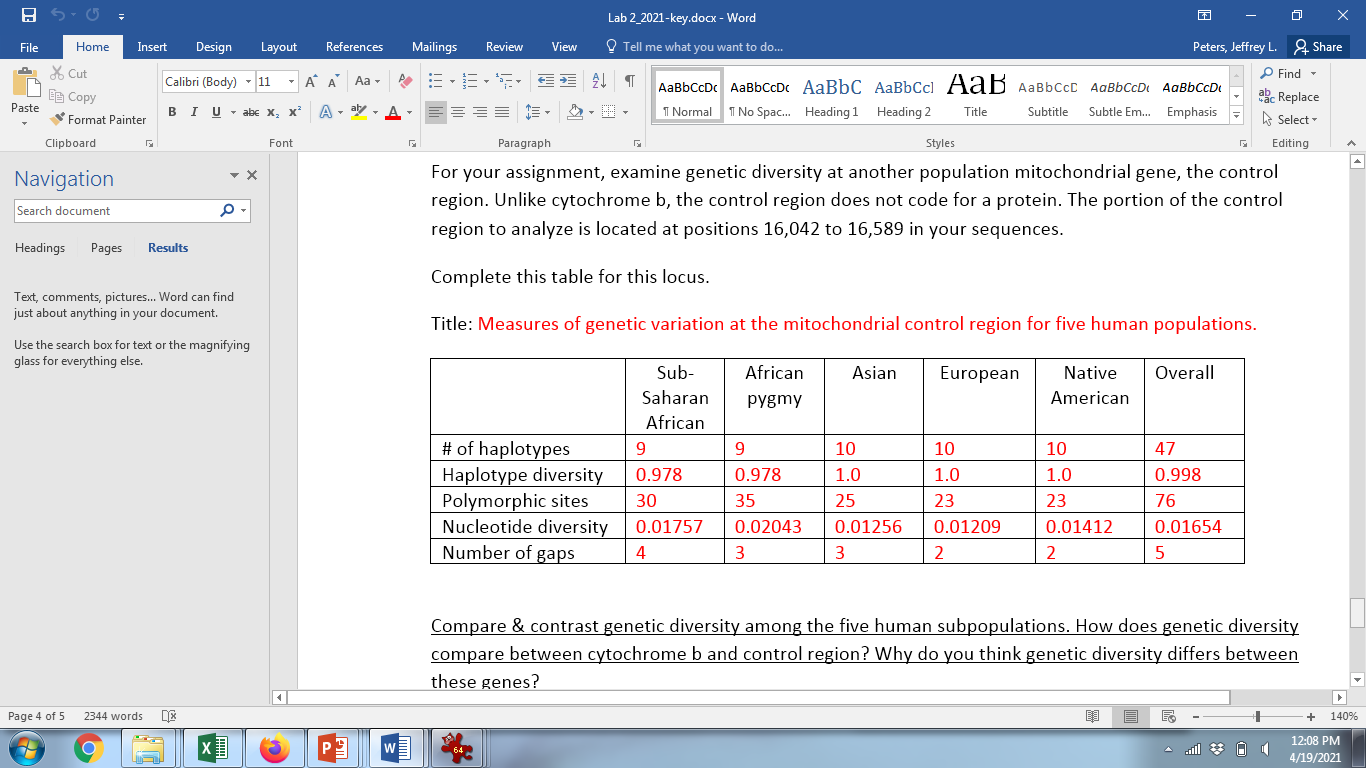 Lab 2_2021-key.docx - Word
File Home Insert Design Layout References Mailings Review View Tell me what you want to do... Peters, Jeffrey L. Share
Paste
Cut
Copy
Format Painter
Clipboard
Calibri (Body) 11
Font
Paragraph
AaBbCcDc AaBbCcDc AaBbC AaBbCcI AaB AaBbCcD AaBbCcDc AaBbCcDc
¶ Normal ¶ No Spac... Heading 1 Heading 2 Title Subtitle Subtle Em... Emphasis
Styles
Find
Replace
Select
Editing
Navigation
Search document
Headings Pages Results
Text, comments, pictures... Word can find
just about anything in your document.
Use the search box for text or the magnifying
glass for everything else.
For your assignment, examine genetic diversity at another population mitochondrial gene, the control
region. Unlike cytochrome b, the control region does not code for a protein. The portion of the control
region to analyze is located at positions 16,042 to 16,589 in your sequences.
Complete this table for this locus.
Title: Measures of genetic variation at the mitochondrial control region for five human populations.
Sub- African Asian European Native Overall
Saharan pygmy American
African
# of haplotypes 9 9 10 10 10 47
Haplotype diversity 0.978 0.978 1.0 1.0 1.0 0.998
Polymorphic sites 30 35 25 23 23 76
Nucleotide diversity 0.01757 0.02043 0.01256 0.01209 0.01412 0.01654
Number of gaps 4 3 3 2 2 5
Compare & contrast genetic diversity among the five human subpopulations. How does genetic diversity
compare between cytochrome b and control region? Why do you think genetic diversity differs between
these genes?
Page 4 of 5 2344 words 140%
64
12:08 PM
4/19/2021